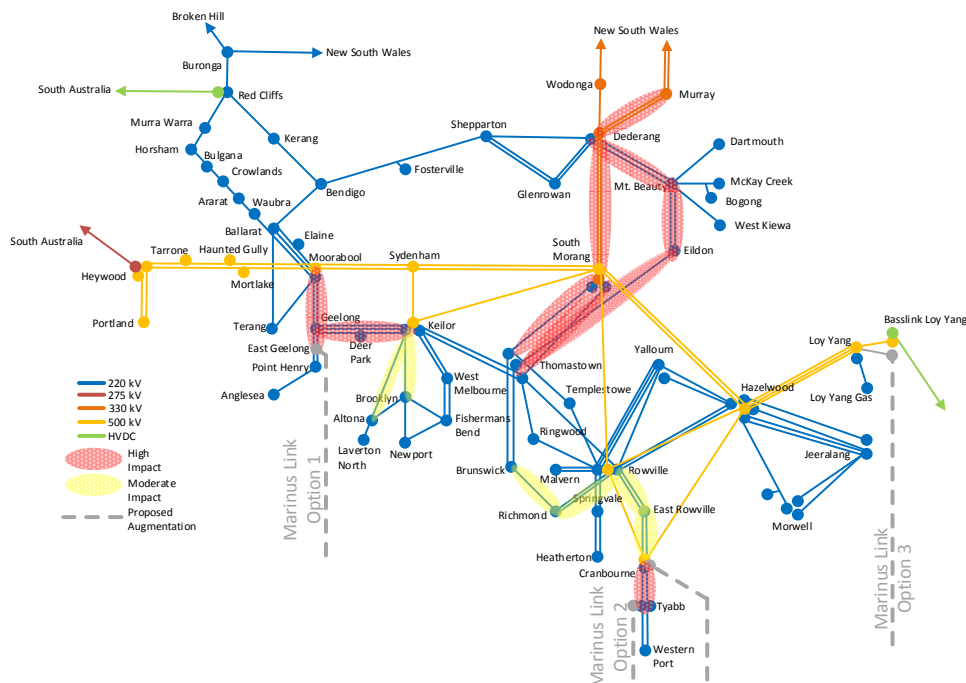 Broken Hill
New South Wales
Buronga
South Australia
Red Cliffs
Murra Warra
Kerang
Horsham
Bulgana
Crowlands
Ararat
Waubra
Bendigo
Ballarat
Elaine
Fosterville
Shepparton
Glenrowan
New South Wales
Wodonga
Murray
Dederang
Dartmouth
Mt. Beauty
McKay Creek
Bogong
West Kiewa
Eildon
South
Morang
South Australia
Tarrone
Haunted Gully
Moorabool
Sydenham
Heywood
Mortlake
Portland
Terang
Geelong
Keilor
Deer
Park
East Geelong
Point Henry
Anglesea
West
Melbourne
Brooklyn
Altona
Fishermans
Bend
Laverton
North
Newport
Thomastown
Templestowe
Ringwood
Brunswick
Malvern
Rowville
Springvale
Richmond
East Rowville
Heatherton
Cranbourne
Tyabb
Western
Port
Yallourn
Hazelwood
Jeeralang
Morwell
Loy Yang
Loy Yang Gas
Basslink Loy Yang
220 kV
275 kV
330 kV
500 kV
HVDC
High
Impact
Moderate
Impact
Proposed
Augmentation
Marinus Link
Option 1
Marinus Link
Option 2
Marinus Link
Option 3